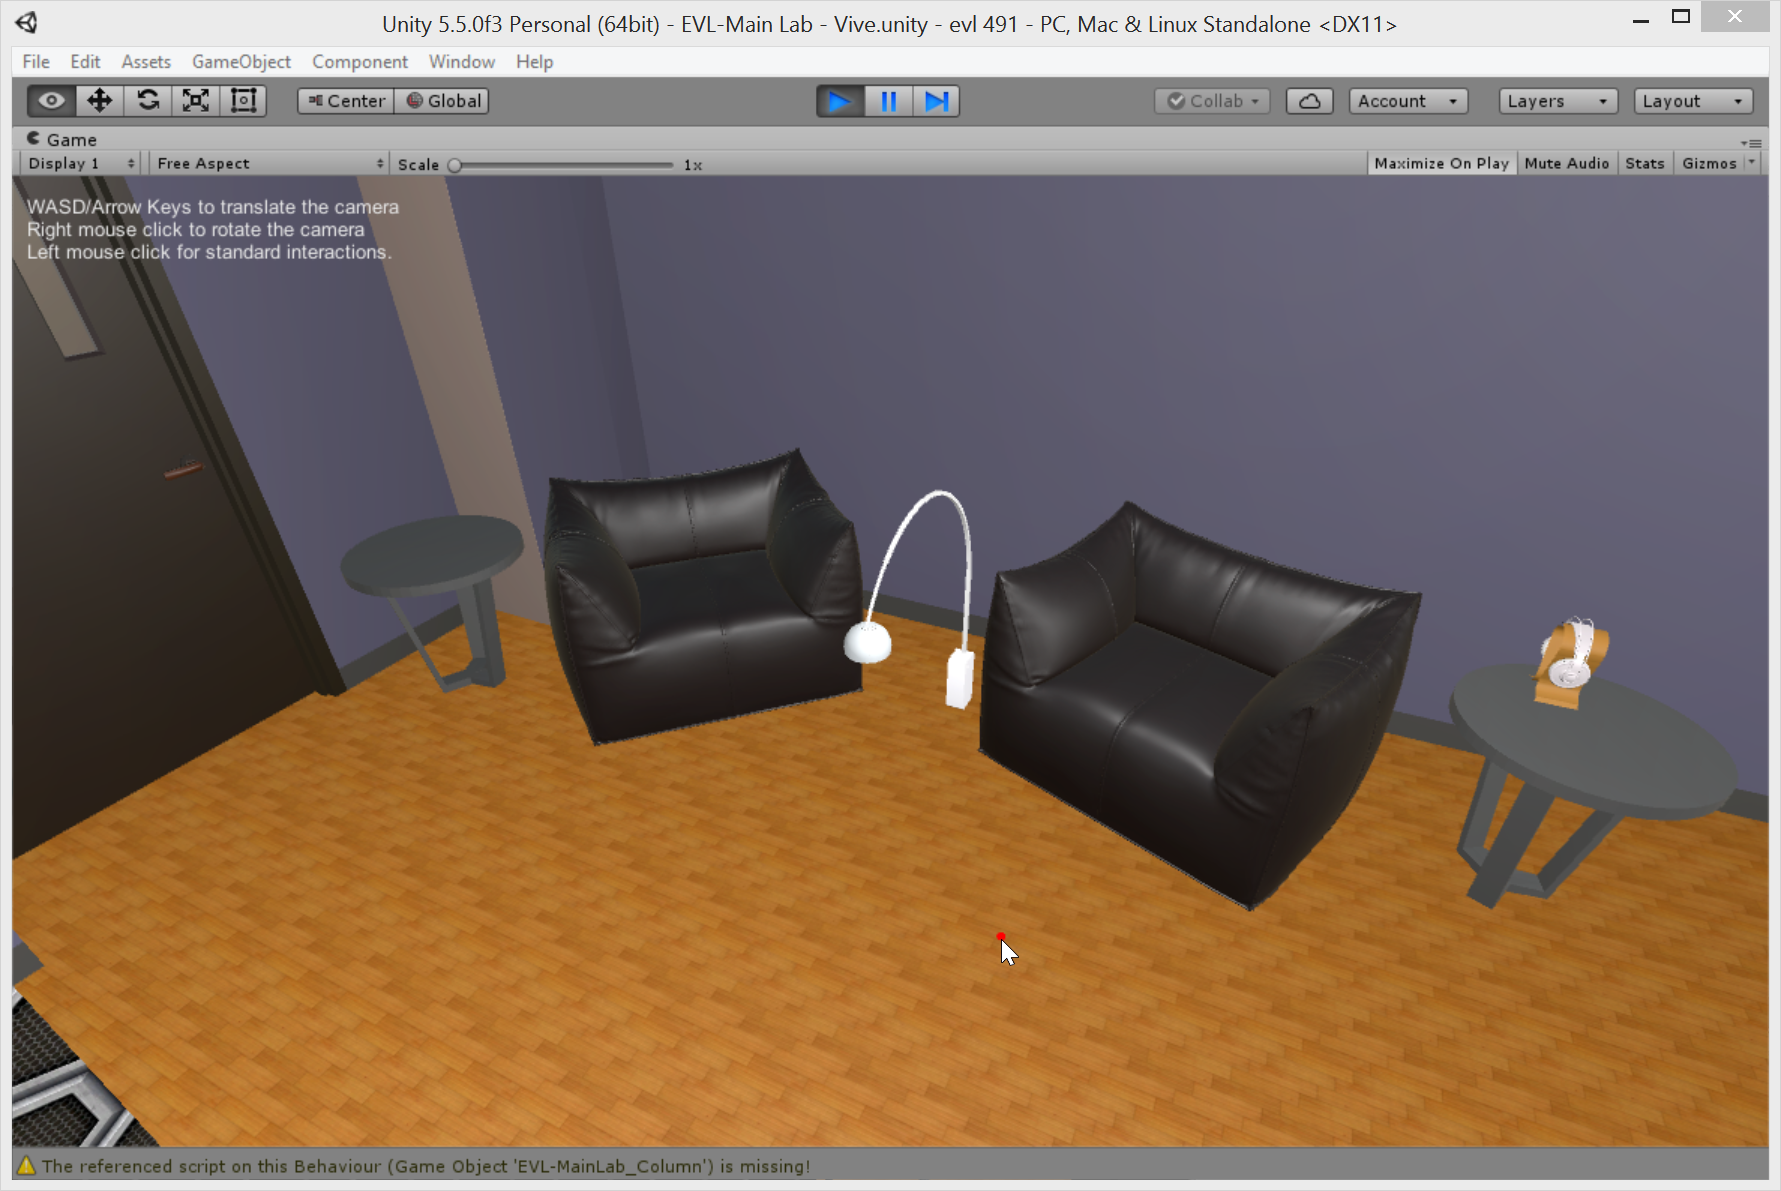 Unity 5.5.0f3 Personal (64bit) - EVL-Main Lab - Vive.unity - evl 491 - PC, Mac & Linux Standalone <DX11>
File Edit Assets GameObject Component Window Help
Center Global Collab Account Layers Layout
Game
Display 1 Free Aspect Scale 1x Maximize On Play Mute Audio Stats Gizmos
WASD/Arrow Keys to translate the camera
Right mouse click to rotate the camera
Left mouse click for standard interactions.
The referenced script on this Behaviour (Game Object 'EVL-MainLab_Column') is missing!